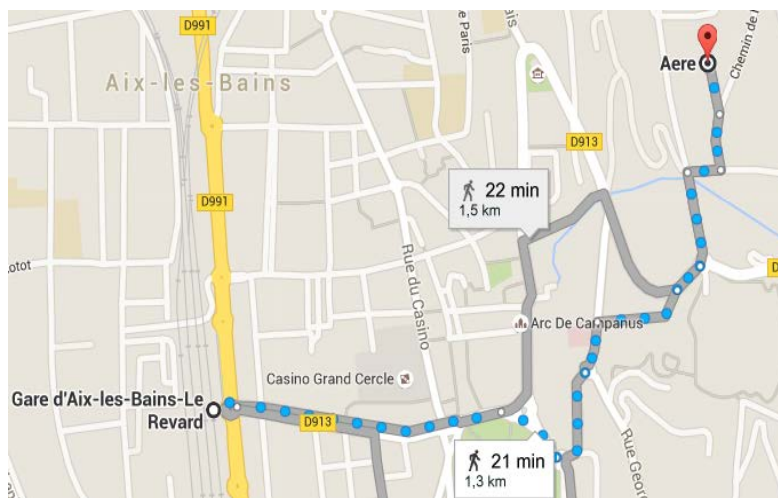 D991
Aix-les-Bains
Paris
D991
D913
Aere
22 min
1,5 km
Rue du Casino
Arc De Campanus
Casino Grand Cercle
Gare d'Aix-les-Bains-Le
Revard
D913
21 min
1,3 km